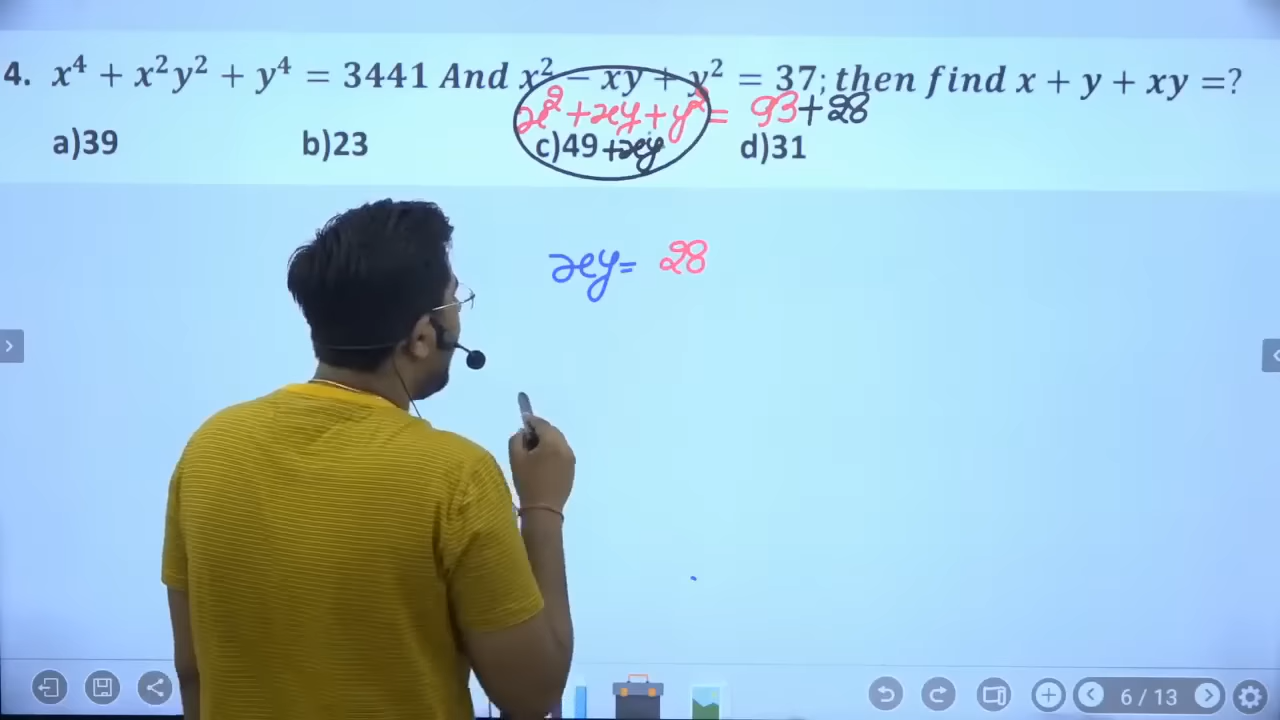 4. x⁴ + x²y² + y⁴ = 3441 And x² − xy + y² = 37; then find x + y + xy =?
x² + xy + y² = 93 + 28
+xy
a)39 b)23 c)49 d)31
xy = 28
6 / 13